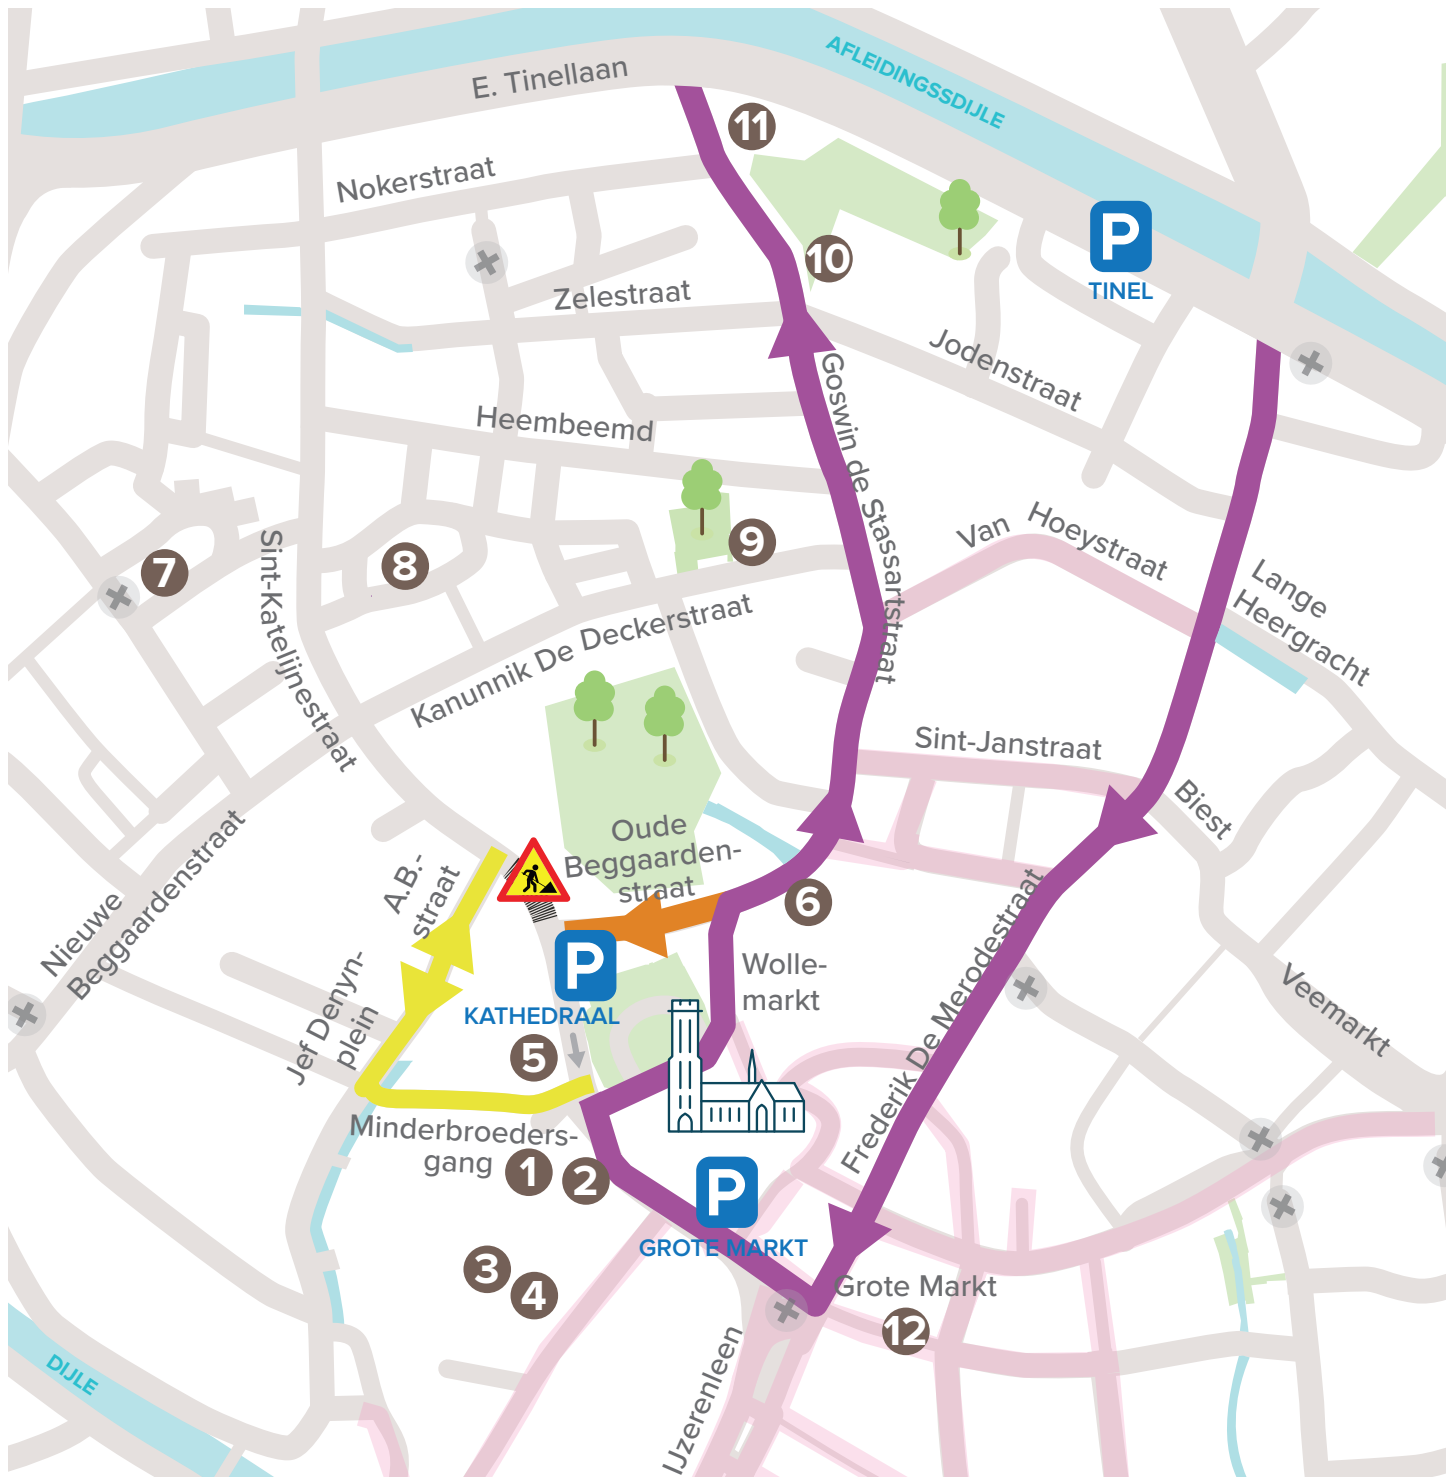 AFLEIDINGSSDIJLE
E. Tinellaan
11
Nokerstraat
10
P
TINEL
Zelestraat
Jodenstraat
Goswin de Stassartstraat
Heembeemd
Van Hoeystraat
9
8
7
Lange
Heergracht
Sint-Katelijnestraat
Kanunnik De Deckerstraat
Sint-Janstraat
Biest
Oude
Beggaarden-
straat
A.B.-
straat
6
Nieuwe
Beggaardenstraat
Wolle-
markt
P
KATHEDRAAL
Frederik De Merodestraat
Veemarkt
Jef Denyn-
plein
5
Minderbroeders-
gang
1
2
P
GROTE MARKT
3
4
Grote Markt
12
IJzerenleen
DIJLE